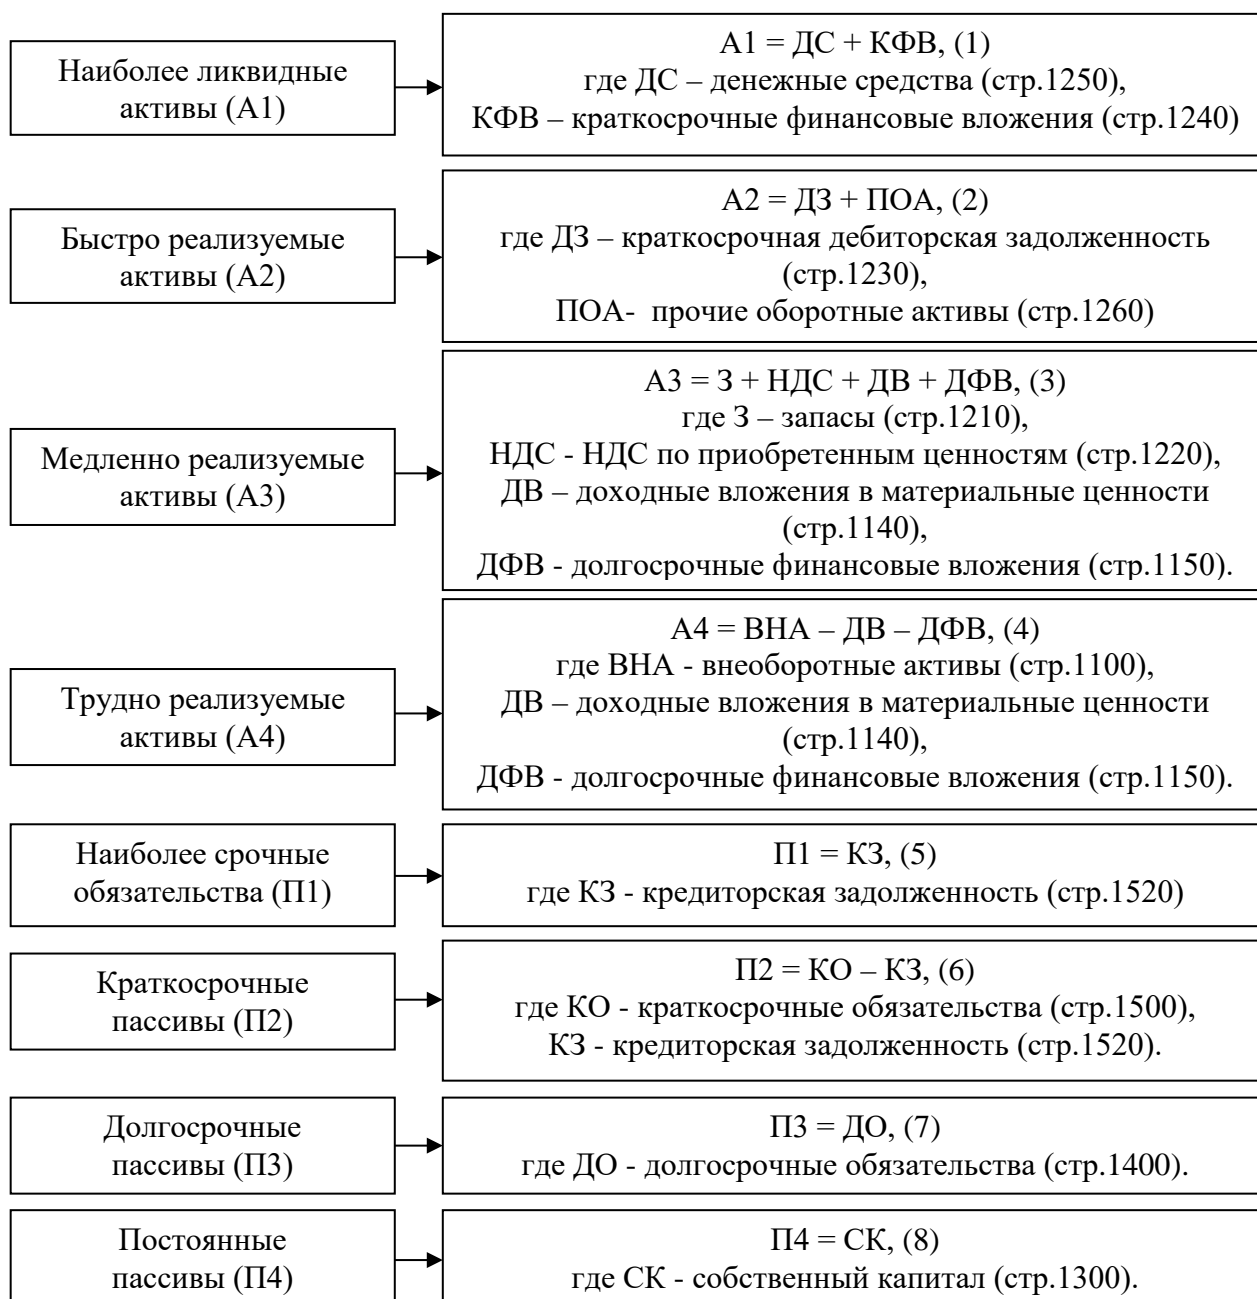 Наиболее ликвидные
активы (А1)
А1 = ДС + КФВ, (1)
где ДС – денежные средства (стр.1250),
КФВ – краткосрочные финансовые вложения (стр.1240)
Быстро реализуемые
активы (А2)
А2 = ДЗ + ПОА, (2)
где ДЗ – краткосрочная дебиторская задолженность
(стр.1230),
ПОА- прочие оборотные активы (стр.1260)
Медленно реализуемые
активы (А3)
А3 = З + НДС + ДВ + ДФВ, (3)
где З – запасы (стр.1210),
НДС - НДС по приобретенным ценностям (стр.1220),
ДВ – доходные вложения в материальные ценности
(стр.1140),
ДФВ - долгосрочные финансовые вложения (стр.1150).
Трудно реализуемые
активы (А4)
А4 = ВНА – ДВ – ДФВ, (4)
где ВНА - внеоборотные активы (стр.1100),
ДВ – доходные вложения в материальные ценности
(стр.1140),
ДФВ - долгосрочные финансовые вложения (стр.1150).
Наиболее срочные
обязательства (П1)
П1 = КЗ, (5)
где КЗ - кредиторская задолженность (стр.1520)
Краткосрочные
пассивы (П2)
П2 = КО – КЗ, (6)
где КО - краткосрочные обязательства (стр.1500),
КЗ - кредиторская задолженность (стр.1520).
Долгосрочные
пассивы (П3)
П3 = ДО, (7)
где ДО - долгосрочные обязательства (стр.1400).
Постоянные
пассивы (П4)
П4 = СК, (8)
где СК - собственный капитал (стр.1300).